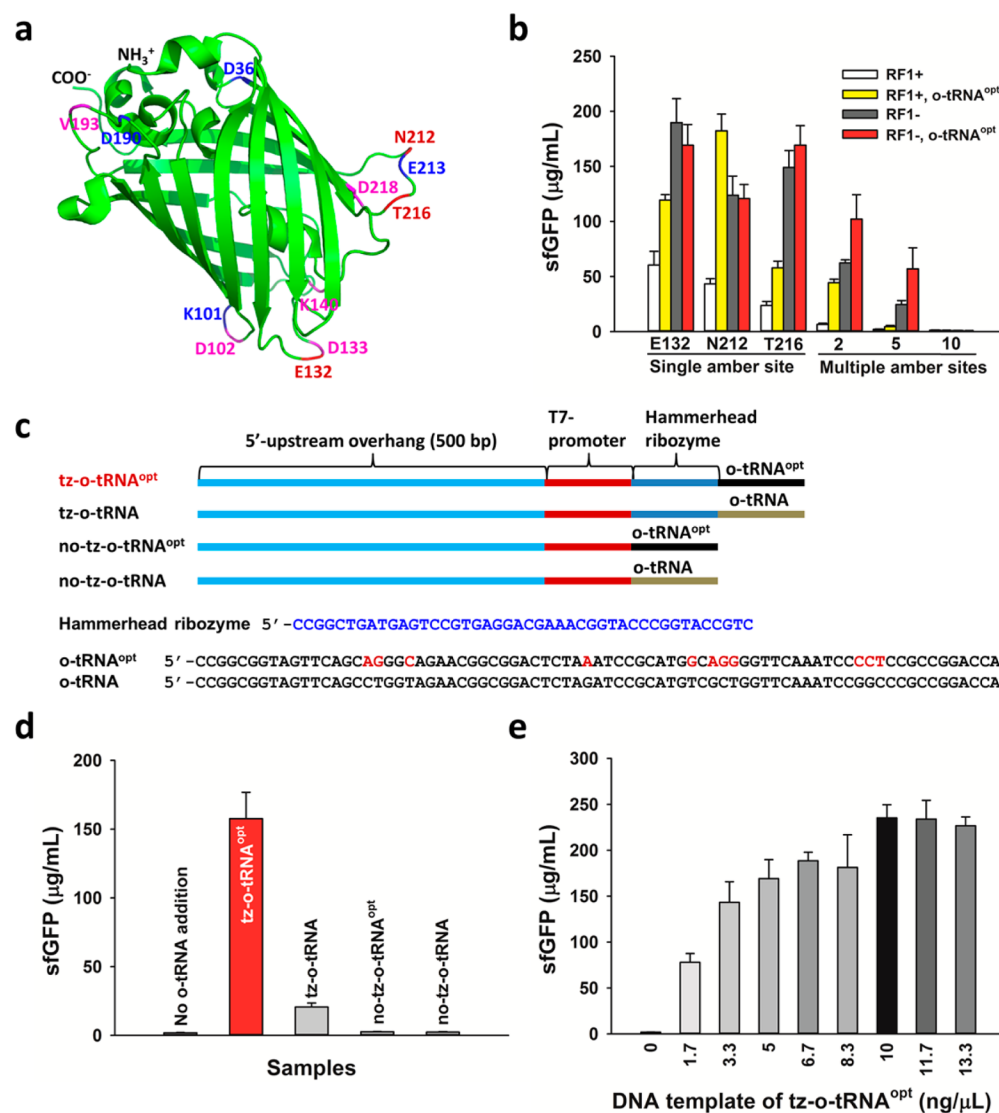 a
NH₃⁺
COO⁻
D36
V193
D190
N212
E213
D218
T216
K101
K140
D102
D133
E132
b
RF1+
RF1+, o-tRNAᵒᵖᵗ
RF1-
RF1-, o-tRNAᵒᵖᵗ
250
200
150
100
50
0
sfGFP (μg/mL)
E132 N212 T216 2 5 10
Single amber site Multiple amber sites
c
5’-upstream overhang (500 bp)
T7-
promoter
Hammerhead
ribozyme
o-tRNAᵒᵖᵗ
tz-o-tRNAᵒᵖᵗ
o-tRNA
tz-o-tRNA
o-tRNAᵒᵖᵗ
no-tz-o-tRNAᵒᵖᵗ
o-tRNA
no-tz-o-tRNA
Hammerhead ribozyme 5’-CCGGCTGATGAGTCCGTGAGGACGAAACGGTACCCGGTACCGTC
o-tRNAᵒᵖᵗ 5’-CCGGCGGTAGTTCAGCAGGGCAGAACGGCGGACTCTAAATCCGCATGGCAGGGGTTCAAATCCCCTCCGCCGGACCA
o-tRNA 5’-CCGGCGGTAGTTCAGCCTGGTAGAACGGCGGACTCTAGATCCGCATGTCGCTGGTTCAAATCCGGCCCGCCGGACCA
d
200
150
100
50
0
sfGFP (μg/mL)
No o-tRNA addition
tz-o-tRNAᵒᵖᵗ
tz-o-tRNA
no-tz-o-tRNAᵒᵖᵗ
no-tz-o-tRNA
Samples
e
300
250
200
150
100
50
0
sfGFP (μg/mL)
0
1.7
3.3
5
6.7
8.3
10
11.7
13.3
DNA template of tz-o-tRNAᵒᵖᵗ (ng/μL)